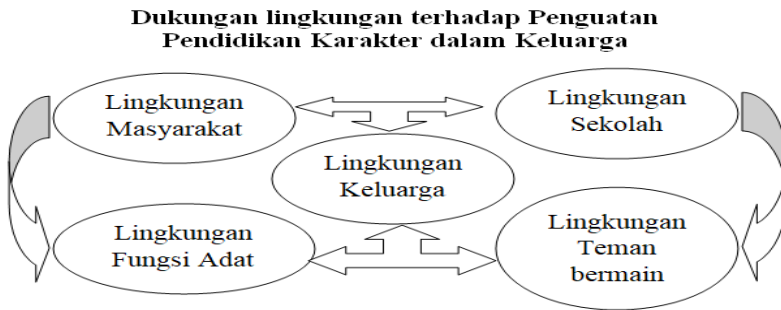 Dukungan lingkungan terhadap Penguatan
Pendidikan Karakter dalam Keluarga
Lingkungan
Masyarakat
Lingkungan
Sekolah
Lingkungan
Keluarga
Lingkungan
Fungsi Adat
Lingkungan
Teman
bermain